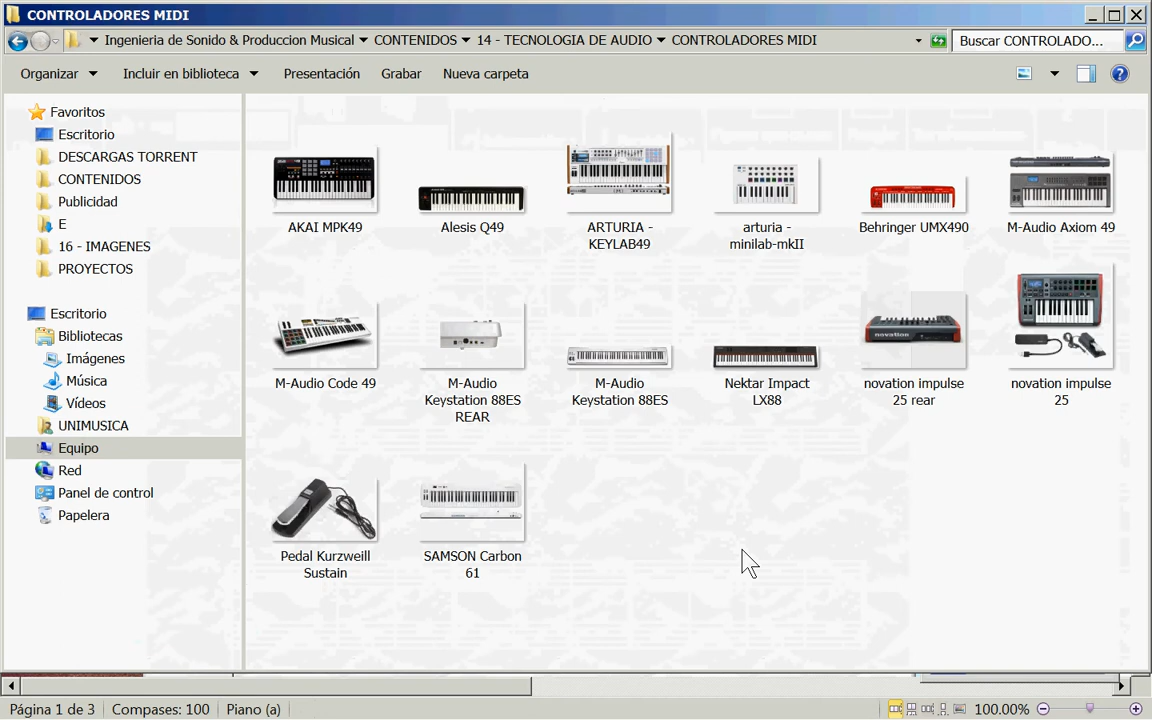 CONTROLADORES MIDI
Ingenieria de Sonido & Produccion Musical CONTENIDOS 14 - TECNOLOGIA DE AUDIO CONTROLADORES MIDI
Buscar CONTROLADO...
Organizar Incluir en biblioteca Presentación Grabar Nueva carpeta
Favoritos
Escritorio
DESCARGAS TORRENT
CONTENIDOS
Publicidad
E
16 - IMAGENES
PROYECTOS
Escritorio
Bibliotecas
Imágenes
Música
Vídeos
UNIMUSICA
Equipo
Red
Panel de control
Papelera
AKAI MPK49
Alesis Q49
ARTURIA -
KEYLAB49
arturia -
minilab-mkII
Behringer UMX490
M-Audio Axiom 49
M-Audio Code 49
M-Audio
Keystation 88ES
REAR
M-Audio
Keystation 88ES
Nektar Impact
LX88
novation
novation impulse
25 rear
novation impulse
25
Pedal Kurzweill
Sustain
SAMSON Carbon
61
Página 1 de 3 Compases: 100 Piano (a) 100.00%